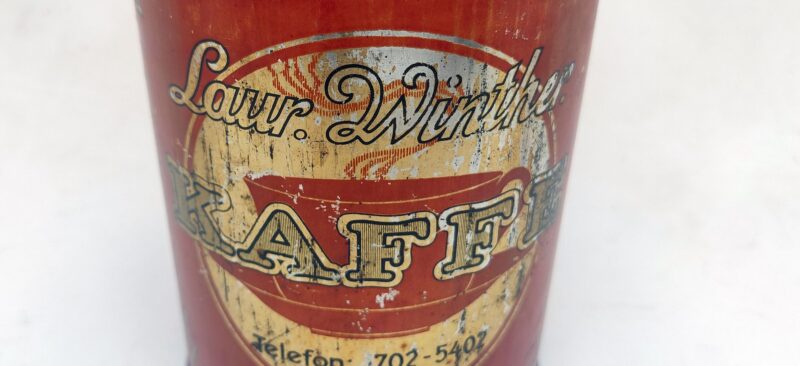 Laur. Winther
KAFFE
Telefon: 702-5402